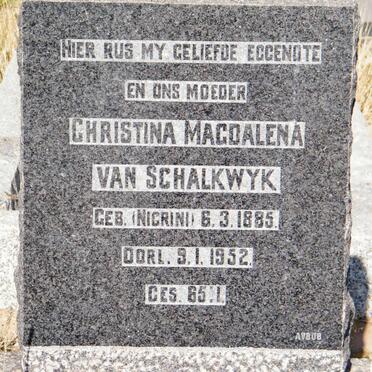 HIER RUS MY GELIEFDE EGGENOTE
EN ONS MOEDER
CHRISTINA MAGDALENA
VAN SCHALKWYK
GEB. (NIGRINI) 6.3.1885.
OORL. 9.1.1952.
GES. 65.1.